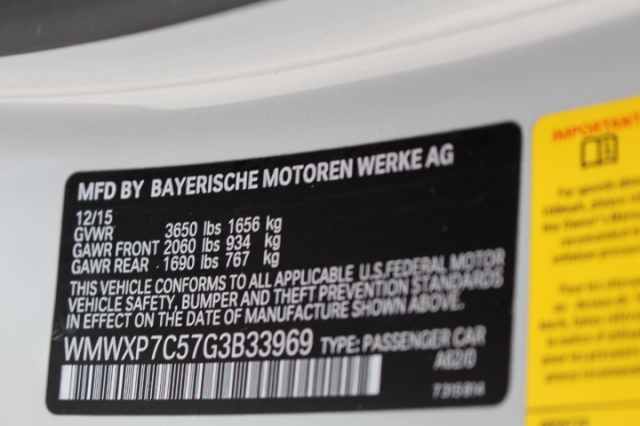 MFD BY BAYERISCHE MOTOREN WERKE AG
12/15
GVWR 3650 lbs 1656 kg
GAWR FRONT 2060 lbs 934 kg
GAWR REAR 1690 lbs 767 kg
THIS VEHICLE CONFORMS TO ALL APPLICABLE U.S.FEDERAL MOTOR
VEHICLE SAFETY, BUMPER AND THEFT PREVENTION STANDARDS
IN EFFECT ON THE DATE OF MANUFACTURE SHOWN ABOVE.
WMWXP7C57G3B33969 TYPE: PASSENGER CAR
IMPORTANT